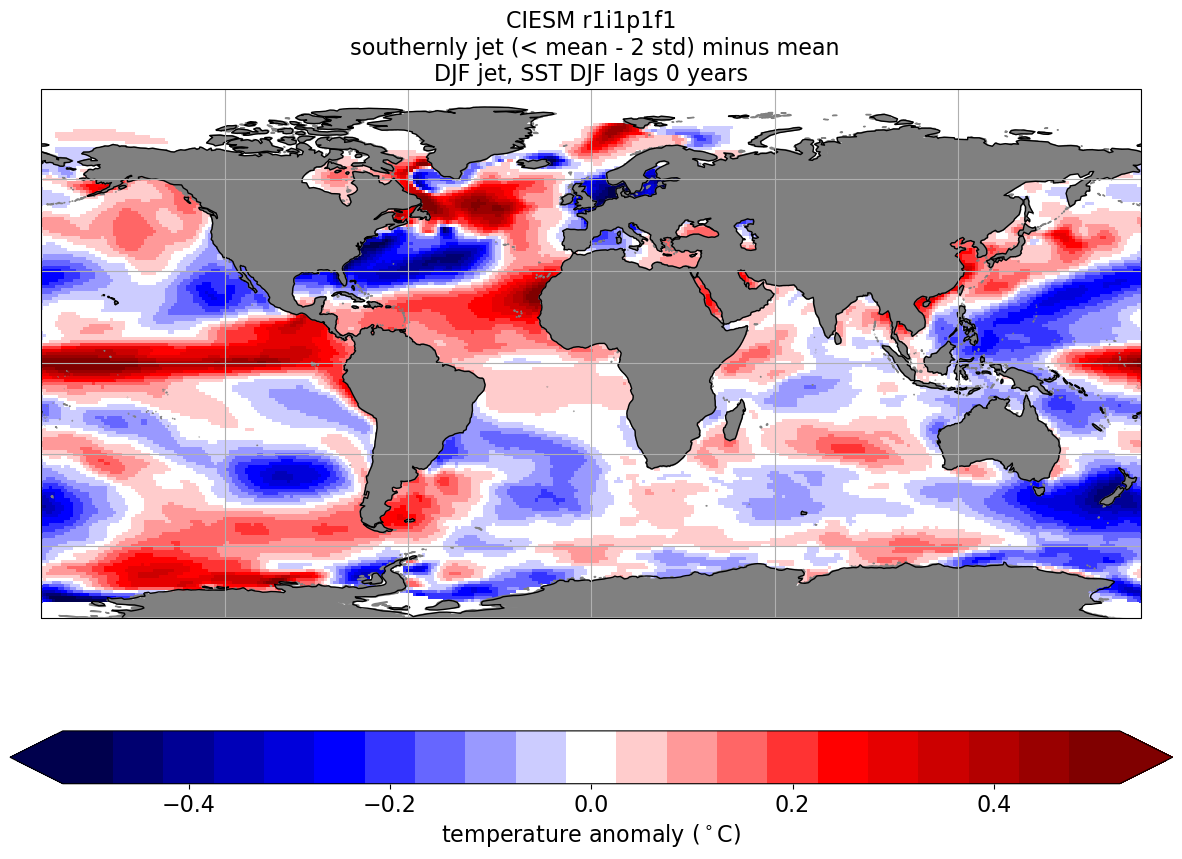 CIESM r1i1p1f1
southernly jet (< mean - 2 std) minus mean
DJF jet, SST DJF lags 0 years
−0.4 −0.2 0.0 0.2 0.4
temperature anomaly (°C)